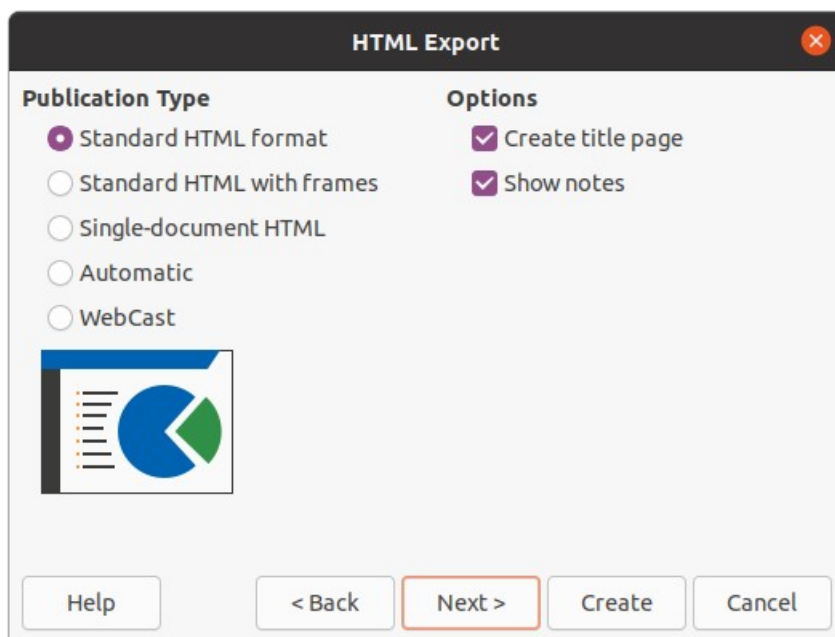 HTML Export
Publication Type
Standard HTML format
Standard HTML with frames
Single-document HTML
Automatic
WebCast
Options
Create title page
Show notes
Help
< Back
Next >
Create
Cancel